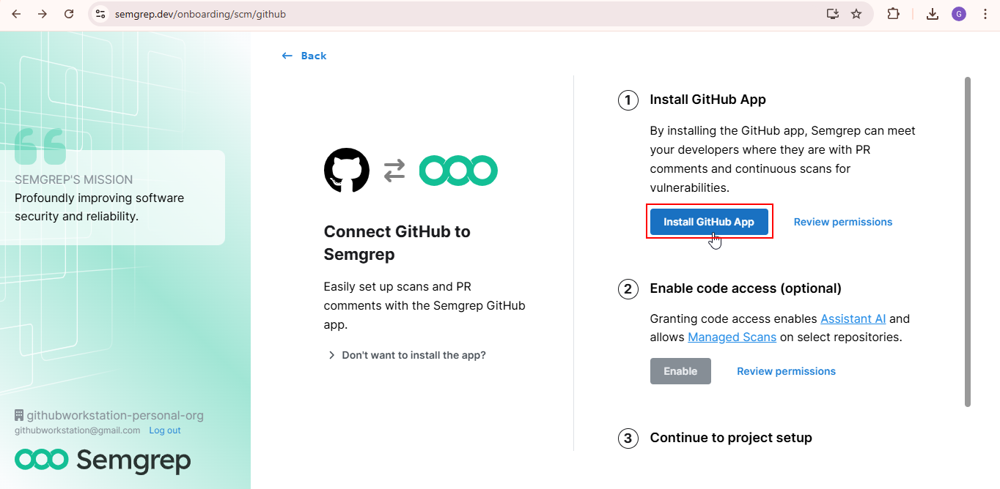 semgrep.dev/onboarding/scm/github
G
Back
SEMGREP'S MISSION
Profoundly improving software
security and reliability.
githubworkstation-personal-org
githubworkstation@gmail.com Log out
Semgrep
Connect GitHub to
Semgrep
Easily set up scans and PR
comments with the Semgrep GitHub
app.
Don't want to install the app?
1 Install GitHub App
By installing the GitHub app, Semgrep can meet
your developers where they are with PR
comments and continuous scans for
vulnerabilities.
Install GitHub App Review permissions
2 Enable code access (optional)
Granting code access enables Assistant AI and
allows Managed Scans on select repositories.
Enable Review permissions
3 Continue to project setup